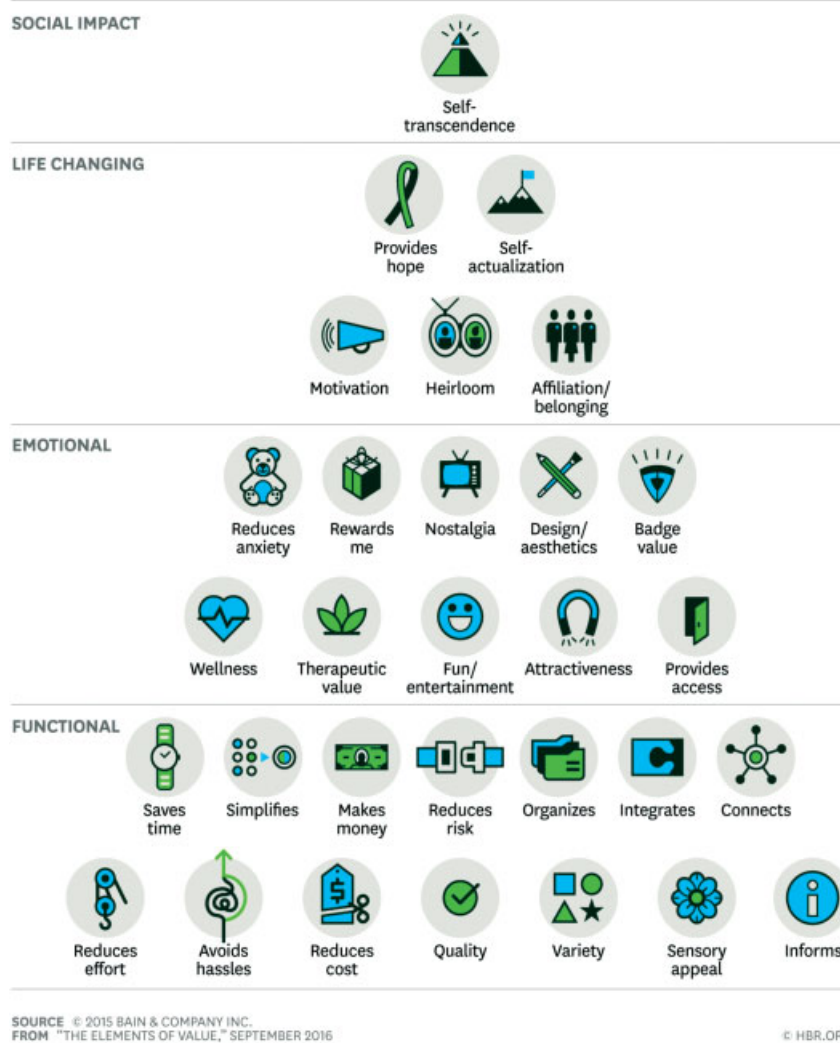 SOCIAL IMPACT
Self-
transcendence
LIFE CHANGING
Provides
hope
Self-
actualization
Motivation
Heirloom
Affiliation/
belonging
EMOTIONAL
Reduces
anxiety
Rewards
me
Nostalgia
Design/
aesthetics
Badge
value
Wellness
Therapeutic
value
Fun/
entertainment
Attractiveness
Provides
access
FUNCTIONAL
Saves
time
Simplifies
Makes
money
Reduces
risk
Organizes
Integrates
Connects
Reduces
effort
Avoids
hassles
$
Reduces
cost
Quality
Variety
Sensory
appeal
i
Informs
SOURCE © 2015 BAIN & COMPANY INC.
FROM "THE ELEMENTS OF VALUE," SEPTEMBER 2016
© HBR.OR